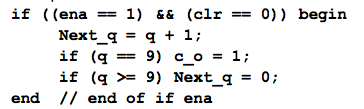 if ((ena == 1) && (clr == 0)) begin
Next_q = q + 1;
if (q == 9) c_o = 1;
if (q >= 9) Next_q = 0;
end // end of if ena